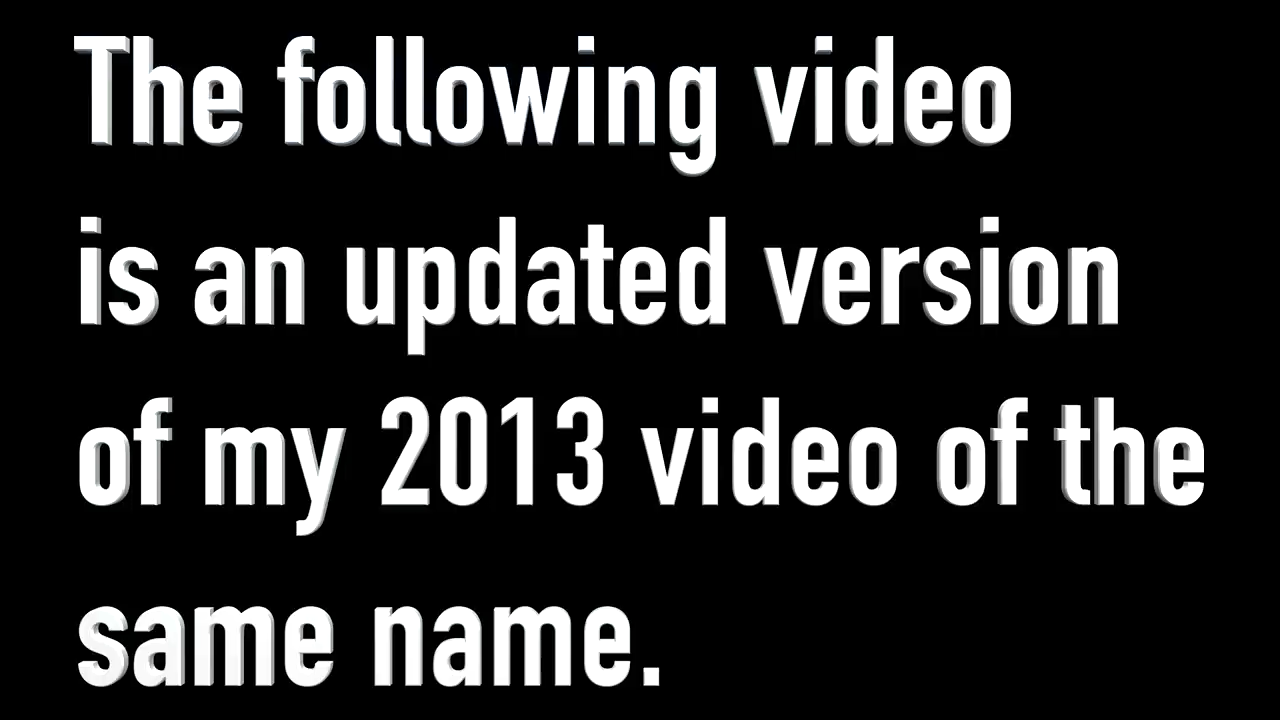 The following video
is an updated version
of my 2013 video of the
same name.